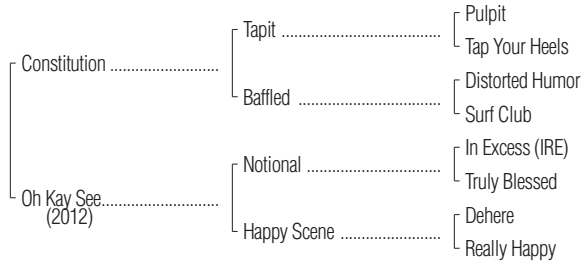 Pulpit
Tapit ........................................
Tap Your Heels
Constitution ...........................
Distorted Humor
Baffled ...................................
Surf Club
In Excess (IRE)
Notional .................................
Truly Blessed
Oh Kay See.............................
(2012)
Dehere
Happy Scene .........................
Really Happy